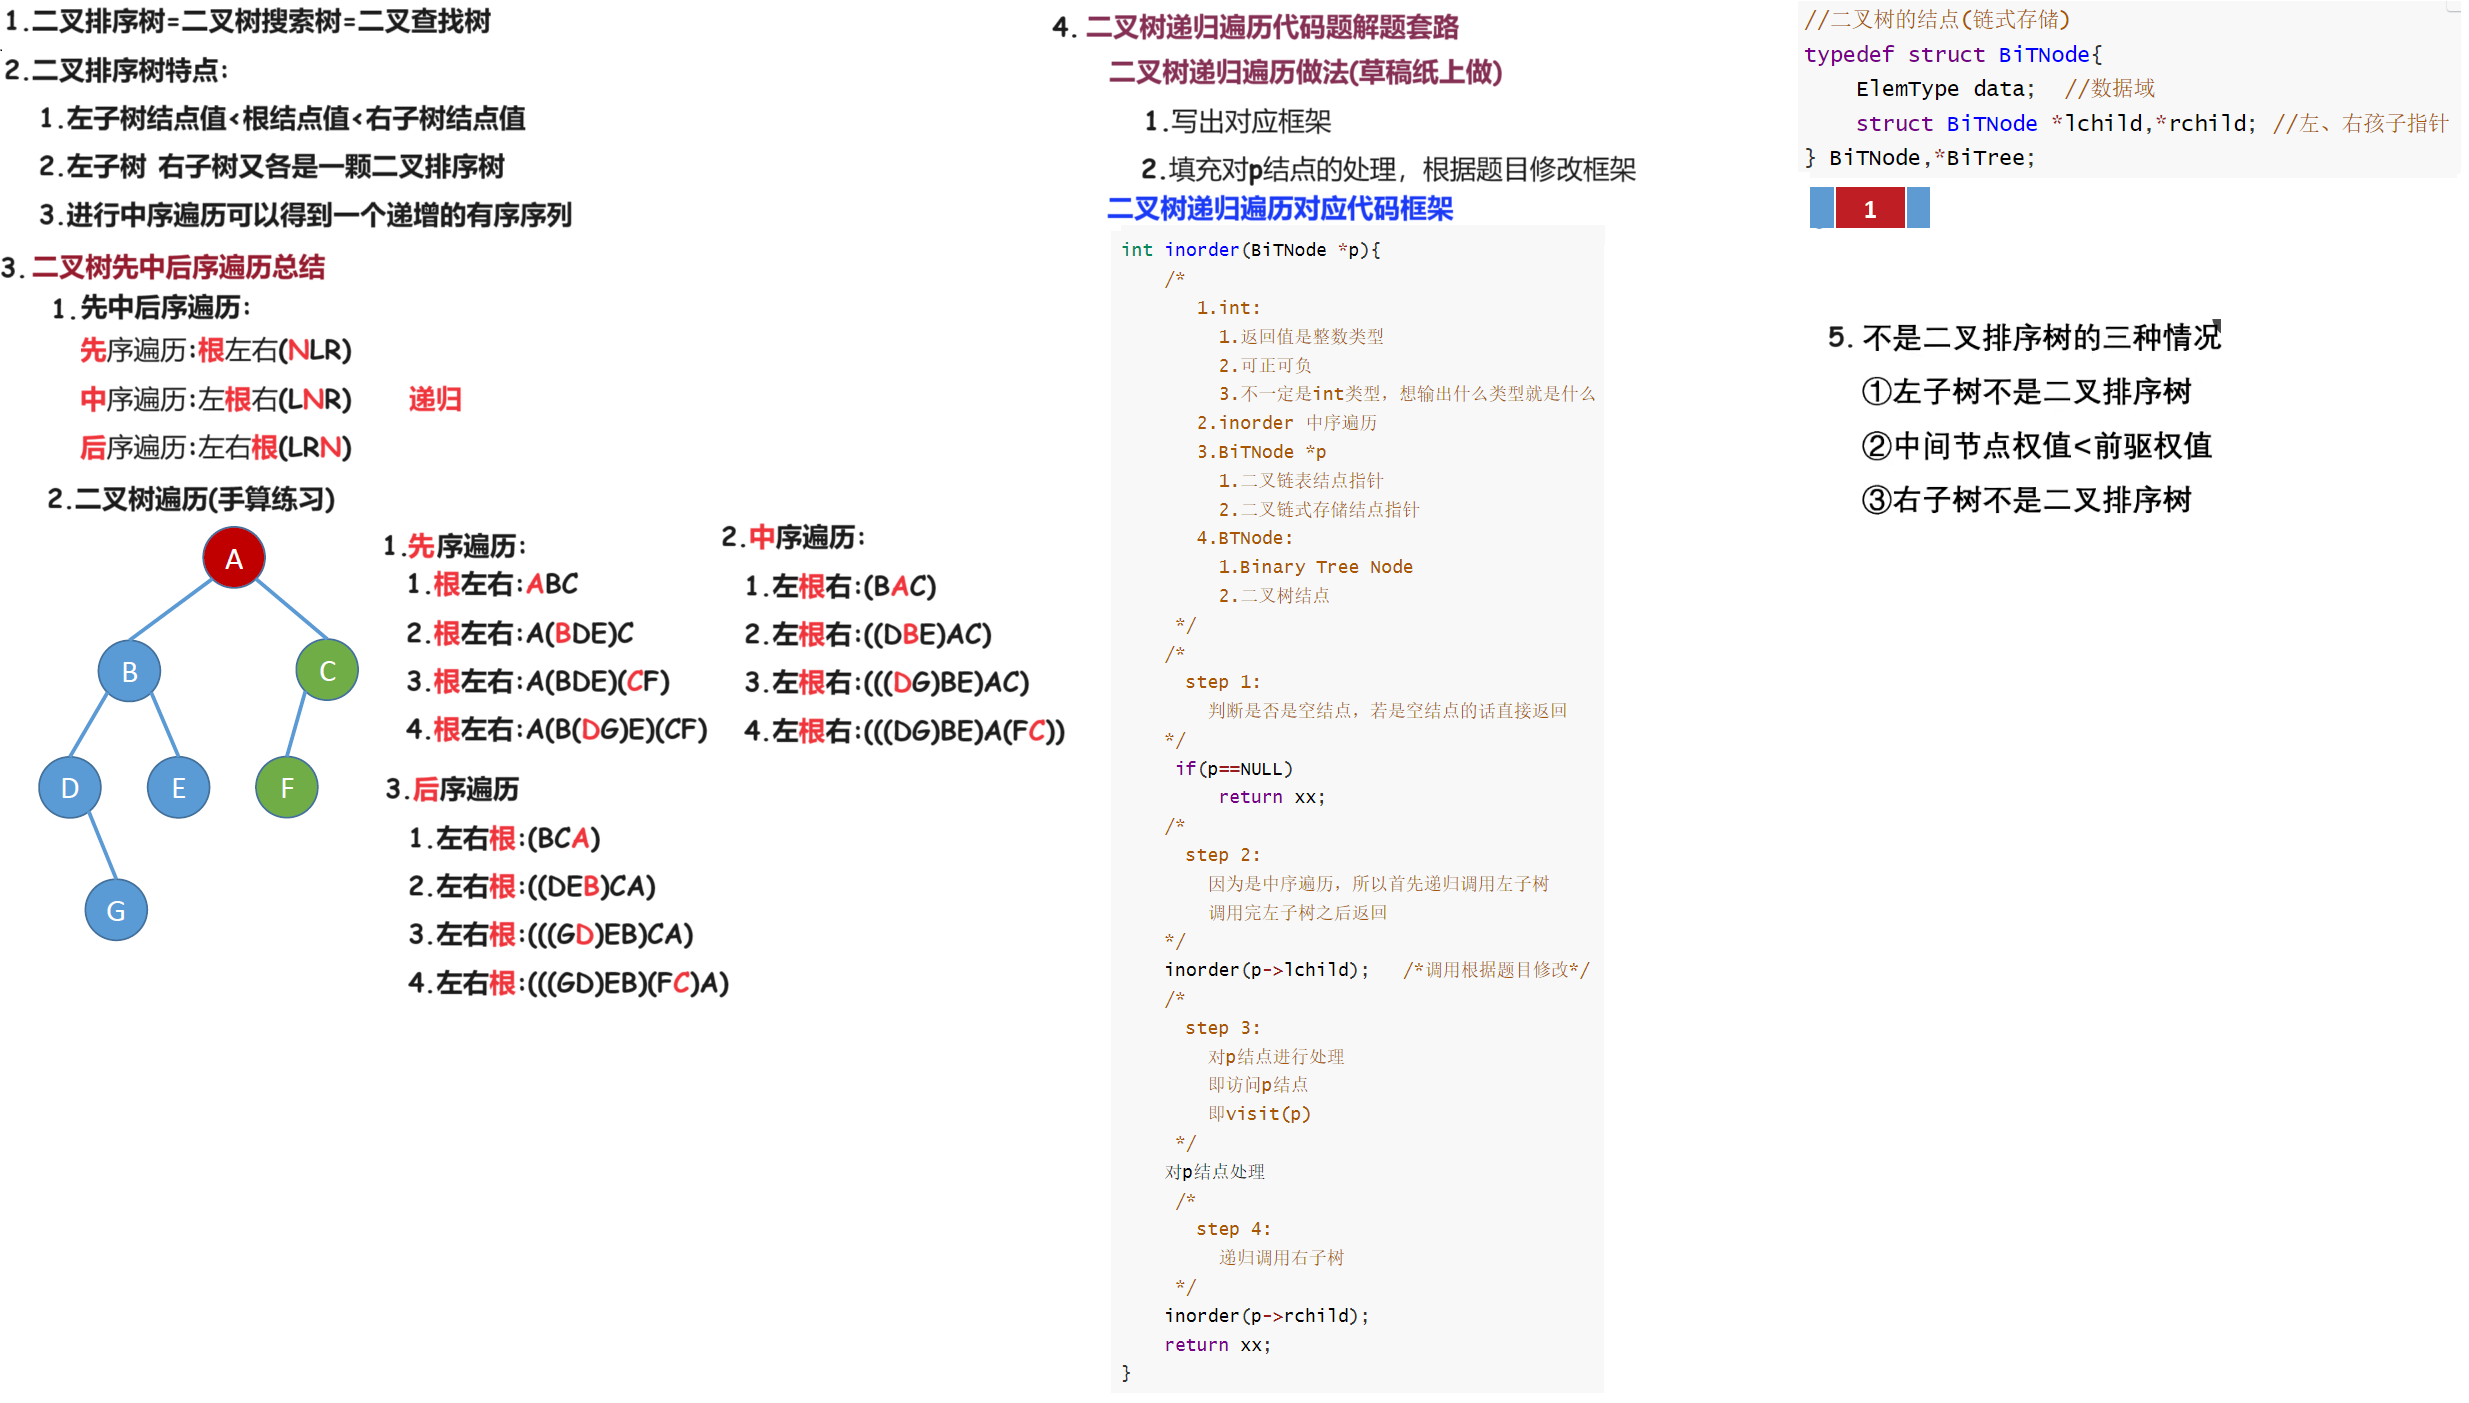 1.二叉排序树=二叉树搜索树=二叉查找树
2.二叉排序树特点:
1.左子树结点值<根结点值<右子树结点值
2.左子树 右子树又各是一颗二叉排序树
3.进行中序遍历可以得到一个递增的有序序列
3.二叉树先中后序遍历总结
1.先中后序遍历:
先序遍历:根左右(NLR)
中序遍历:左根右(LNR) 递归
后序遍历:左右根(LRN)
2.二叉树遍历(手算练习)
A
B
C
D
E
F
G
1.先序遍历:
1.根左右:ABC
2.根左右:A(BDE)C
3.根左右:A(BDE)(CF)
4.根左右:A(B(DG)E)(CF)
2.中序遍历:
1.左根右:(BAC)
2.左根右:((DBE)AC)
3.左根右:(((DG)BE)AC)
4.左根右:(((DG)BE)A(FC))
3.后序遍历
1.左右根:(BCA)
2.左右根:((DEB)CA)
3.左右根:(((GD)EB)CA)
4.左右根:(((GD)EB)(FC)A)
4.二叉树递归遍历代码题解题套路
二叉树递归遍历做法(草稿纸上做)
1.写出对应框架
2.填充对p结点的处理，根据题目修改框架
二叉树递归遍历对应代码框架
int inorder(BiTNode *p){
/*
1.int:
1.返回值是整数类型
2.可正可负
3.不一定是int类型，想输出什么类型就是什么
2.inorder 中序遍历
3.BiTNode *p
1.二叉链表结点指针
2.二叉链式存储结点指针
4.BTNode:
1.Binary Tree Node
2.二叉树结点
*/
/*
step 1:
判断是否是空结点，若是空结点的话直接返回
*/
if(p==NULL)
return xx;
/*
step 2:
因为是中序遍历，所以首先递归调用左子树
调用完左子树之后返回
*/
inorder(p->lchild); /*调用根据题目修改*/
/*
step 3:
对p结点进行处理
即访问p结点
即visit(p)
*/
对p结点处理
/*
step 4:
递归调用右子树
*/
inorder(p->rchild);
return xx;
}
//二叉树的结点(链式存储)
typedef struct BiTNode{
ElemType data; //数据域
struct BiTNode *lchild,*rchild; //左、右孩子指针
} BiTNode,*BiTree;
1
5. 不是二叉排序树的三种情况
①左子树不是二叉排序树
②中间节点权值<前驱权值
③右子树不是二叉排序树